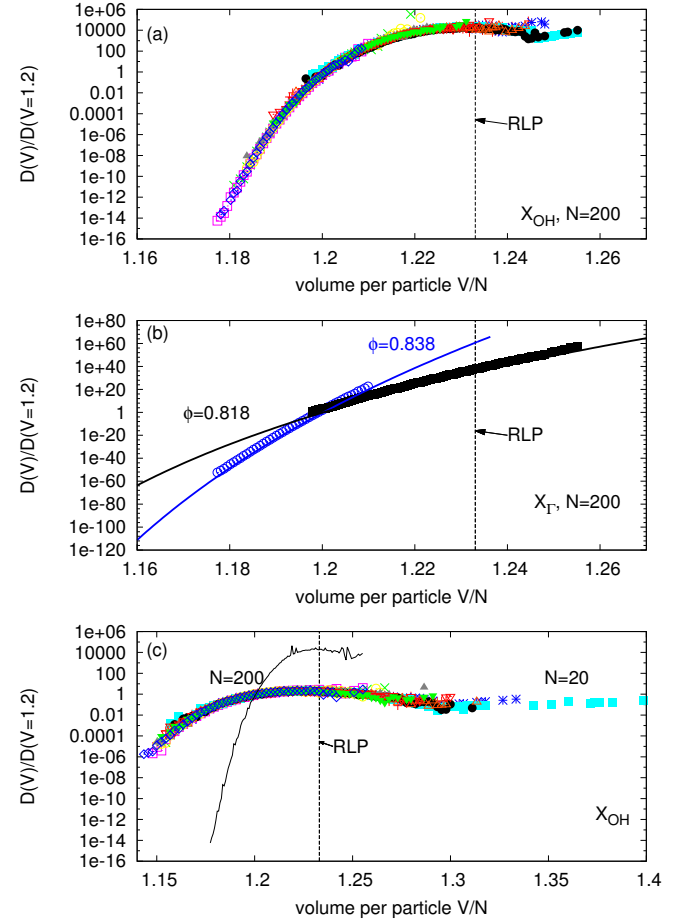 1e+06
10000
100
1
0.01
0.0001
1e-06
1e-08
1e-10
1e-12
1e-14
1e-16
D(V)/D(V=1.2)
(a)
RLP
X_OH, N=200
1.16 1.18 1.2 1.22 1.24 1.26
volume per particle V/N
1e+80
1e+60
1e+40
1e+20
1
1e-20
1e-40
1e-60
1e-80
1e-100
1e-120
D(V)/D(V=1.2)
(b)
ϕ=0.838
ϕ=0.818
RLP
X_Γ, N=200
1.16 1.18 1.2 1.22 1.24 1.26
volume per particle V/N
1e+06
10000
100
1
0.01
0.0001
1e-06
1e-08
1e-10
1e-12
1e-14
1e-16
D(V)/D(V=1.2)
(c)
N=200 N=20
RLP
X_OH
1.15 1.2 1.25 1.3 1.35 1.4
volume per particle V/N